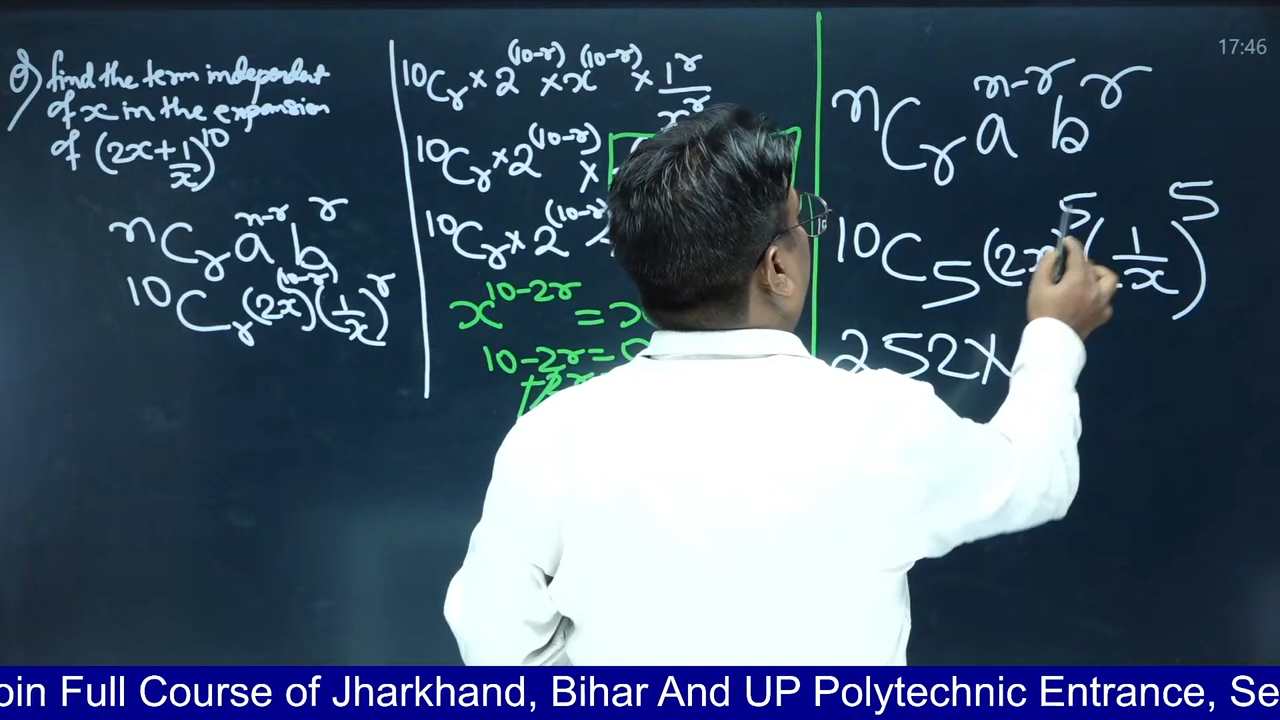 Q) find the term independent
of x in the expansion
of (2x+1/x)^10
nCr a^n-r b^r
10Cr (2x)^(10-r) (1/x)^r
10Cr × 2^(10-r) × x^(10-r) × 1^r/x^r
10Cr × 2^(10-r) ×
10Cr × 2^(10-r)
x^10-2r = x
10-2r=0
nCr a^n-r b^r
10C5 (2x)^5 (1/x)^5
252×
17:46
oin Full Course of Jharkhand, Bihar And UP Polytechnic Entrance, Se